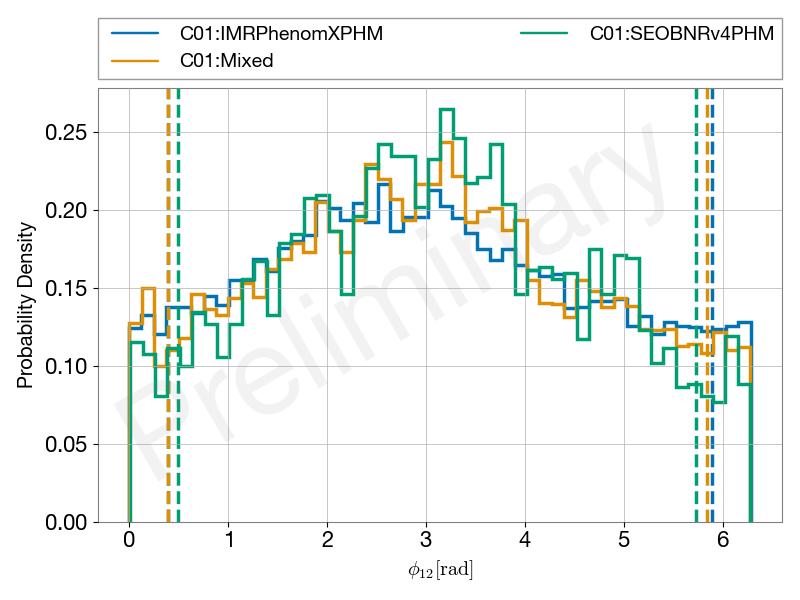 C01:IMRPhenomXPHM
C01:Mixed
C01:SEOBNRv4PHM
0.25
0.20
0.15
0.10
0.05
0.00
Probability Density
Preliminary
0 1 2 3 4 5 6
ϕ₁₂[rad]